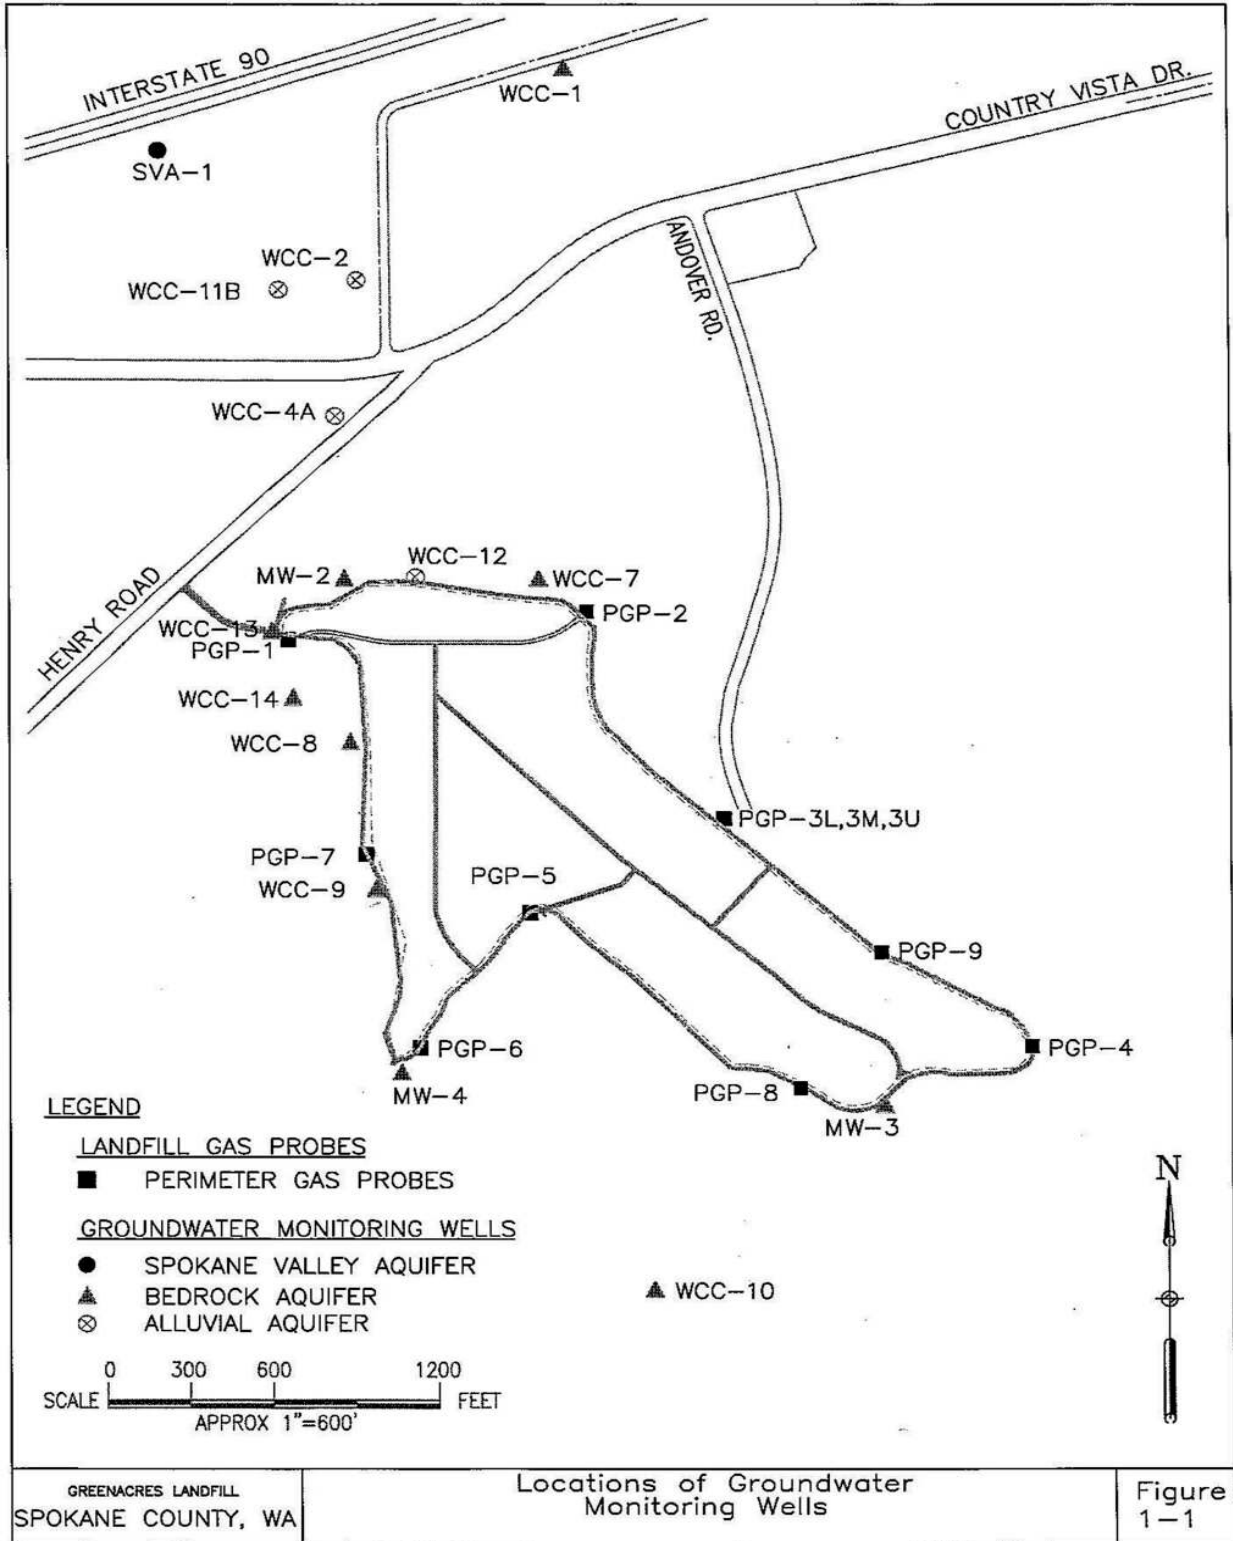 INTERSTATE 90
WCC-1
COUNTRY VISTA DR.
SVA-1
ANDOVER RD.
WCC-2
WCC-11B
WCC-4A
HENRY ROAD
WCC-12
MW-2
WCC-7
PGP-2
WCC-13
PGP-1
WCC-14
WCC-8
PGP-3L,3M,3U
PGP-7
WCC-9
PGP-5
PGP-9
PGP-6
PGP-4
MW-4
PGP-8
MW-3
LEGEND
LANDFILL GAS PROBES
PERIMETER GAS PROBES
GROUNDWATER MONITORING WELLS
SPOKANE VALLEY AQUIFER
BEDROCK AQUIFER
ALLUVIAL AQUIFER
WCC-10
N
0 300 600 1200
SCALE FEET
APPROX 1"=600'
GREENACRES LANDFILL
SPOKANE COUNTY, WA
Locations of Groundwater
Monitoring Wells
Figure
1-1